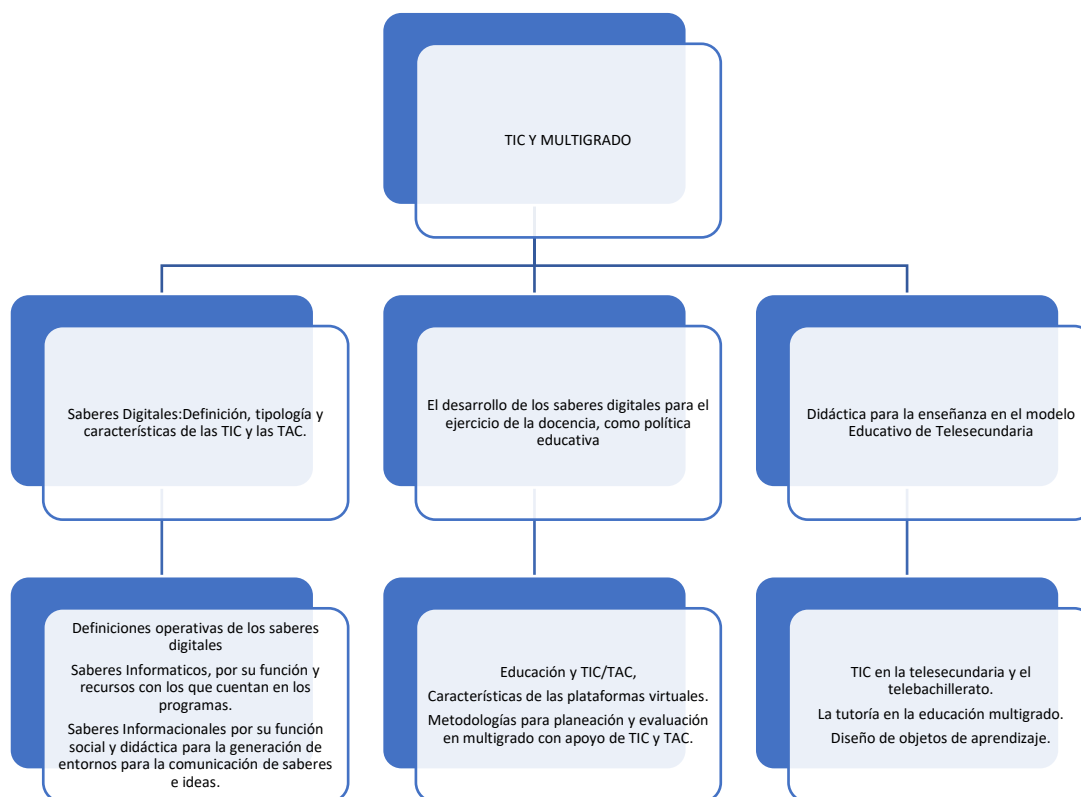 TIC Y MULTIGRADO
Saberes Digitales:Definición, tipología y
características de las TIC y las TAC.
El desarrollo de los saberes digitales para el
ejercicio de la docencia, como política
educativa
Didáctica para la enseñanza en el modelo
Educativo de Telesecundaria
Definiciones operativas de los saberes
digitales
Saberes Informaticos, por su función y
recursos con los que cuentan en los
programas.
Saberes Informacionales por su función
social y didáctica para la generación de
entornos para la comunicación de saberes
e ideas.
Educación y TIC/TAC,
Características de las plataformas virtuales.
Metodologías para planeación y evaluación
en multigrado con apoyo de TIC y TAC.
TIC en la telesecundaria y el
telebachillerato.
La tutoría en la educación multigrado.
Diseño de objetos de aprendizaje.